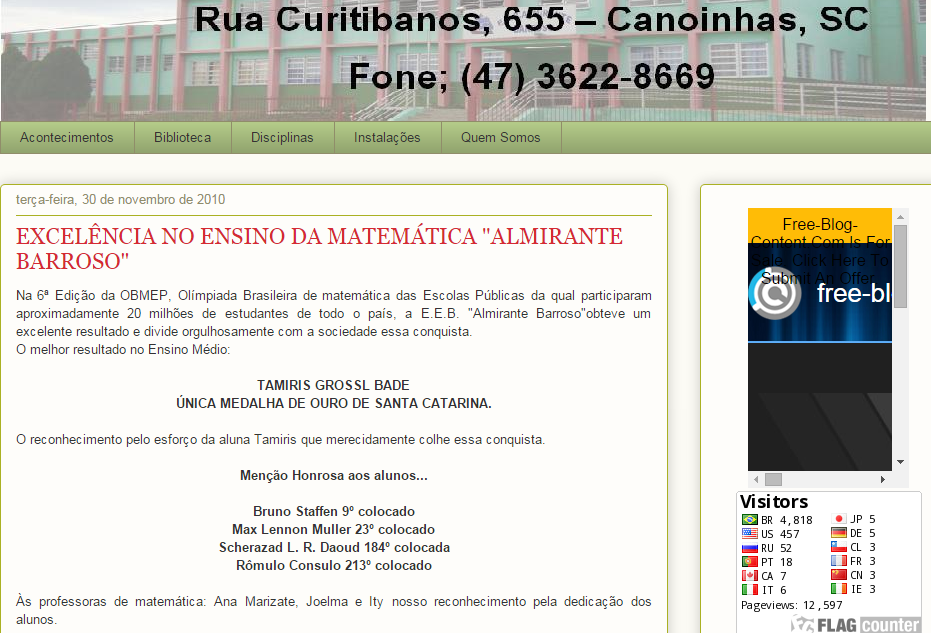 Rua Curitibanos, 655 – Canoinhas, SC
Fone; (47) 3622-8669
Acontecimentos Biblioteca Disciplinas Instalações Quem Somos
terça-feira, 30 de novembro de 2010
EXCELÊNCIA NO ENSINO DA MATEMÁTICA "ALMIRANTE
BARROSO"
Na 6ª Edição da OBMEP, Olímpada Brasileira de matemática das Escolas Públicas da qual participaram
aproximadamente 20 milhões de estudantes de todo o país, a E.E.B. "Almirante Barroso"obteve um
excelente resultado e divide orgulhosamente com a sociedade essa conquista.
O melhor resultado no Ensino Médio:
TAMIRIS GROSSL BADE
ÚNICA MEDALHA DE OURO DE SANTA CATARINA.
O reconhecimento pelo esforço da aluna Tamiris que merecidamente colhe essa conquista.
Menção Honrosa aos alunos...
Bruno Staffen 9º colocado
Max Lennon Muller 23º colocado
Scherazad L. R. Daoud 184º colocada
Rômulo Consulo 213º colocado
Às professoras de matemática: Ana Marizate, Joelma e Ity nosso reconhecimento pela dedicação dos
alunos.
Free-Blog-
Content.Com Is For
Sale. Click Here To
Submit An Offer
free-bl
Visitors
BR 4,818 JP 5
US 457 DE 5
RU 52 CL 3
PT 18 FR 3
CA 7 CN 3
IT 6 IE 3
Pageviews: 12,597
FLAG counter